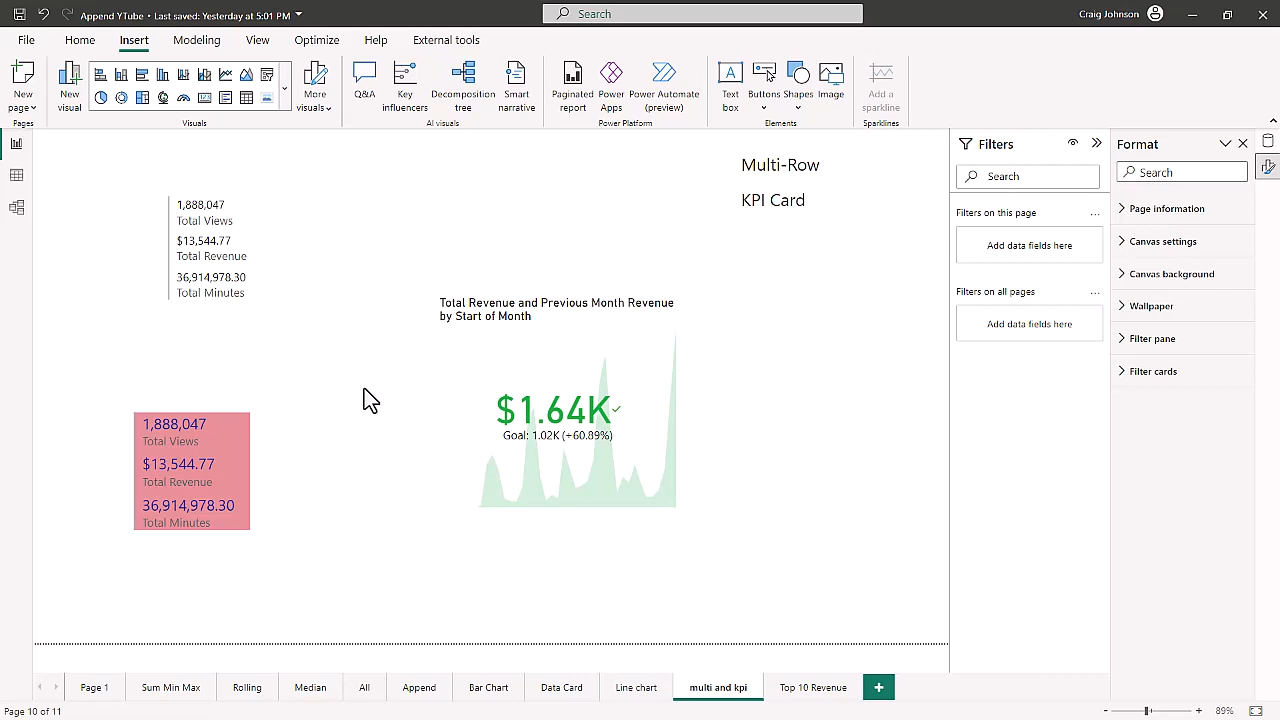 Append YTube • Last saved: Yesterday at 5:01 PM
Search
Craig Johnson
File
Home
Insert
Modeling
View
Optimize
Help
External tools
New page
New visual
More visuals
Q&A
Key influencers
Decomposition tree
Smart narrative
Paginated report
Power Apps
Power Automate (preview)
Text box
Buttons
Shapes
Image
Add a sparkline
Pages
Visuals
AI visuals
Power Platform
Elements
Sparklines
Multi-Row
KPI Card
1,888,047
Total Views
$13,544.77
Total Revenue
36,914,978.30
Total Minutes
Total Revenue and Previous Month Revenue
by Start of Month
$1.64K
Goal: 1.02K (+60.89%)
1,888,047
Total Views
$13,544.77
Total Revenue
36,914,978.30
Total Minutes
Filters
Search
Filters on this page
...
Add data fields here
Filters on all pages
...
Add data fields here
Format
Search
Page information
Canvas settings
Canvas background
Wallpaper
Filter pane
Filter cards
Page 1
Sum Min Max
Rolling
Median
All
Append
Bar Chart
Data Card
Line chart
multi and kpi
Top 10 Revenue
+
Page 10 of 11
- + 89%